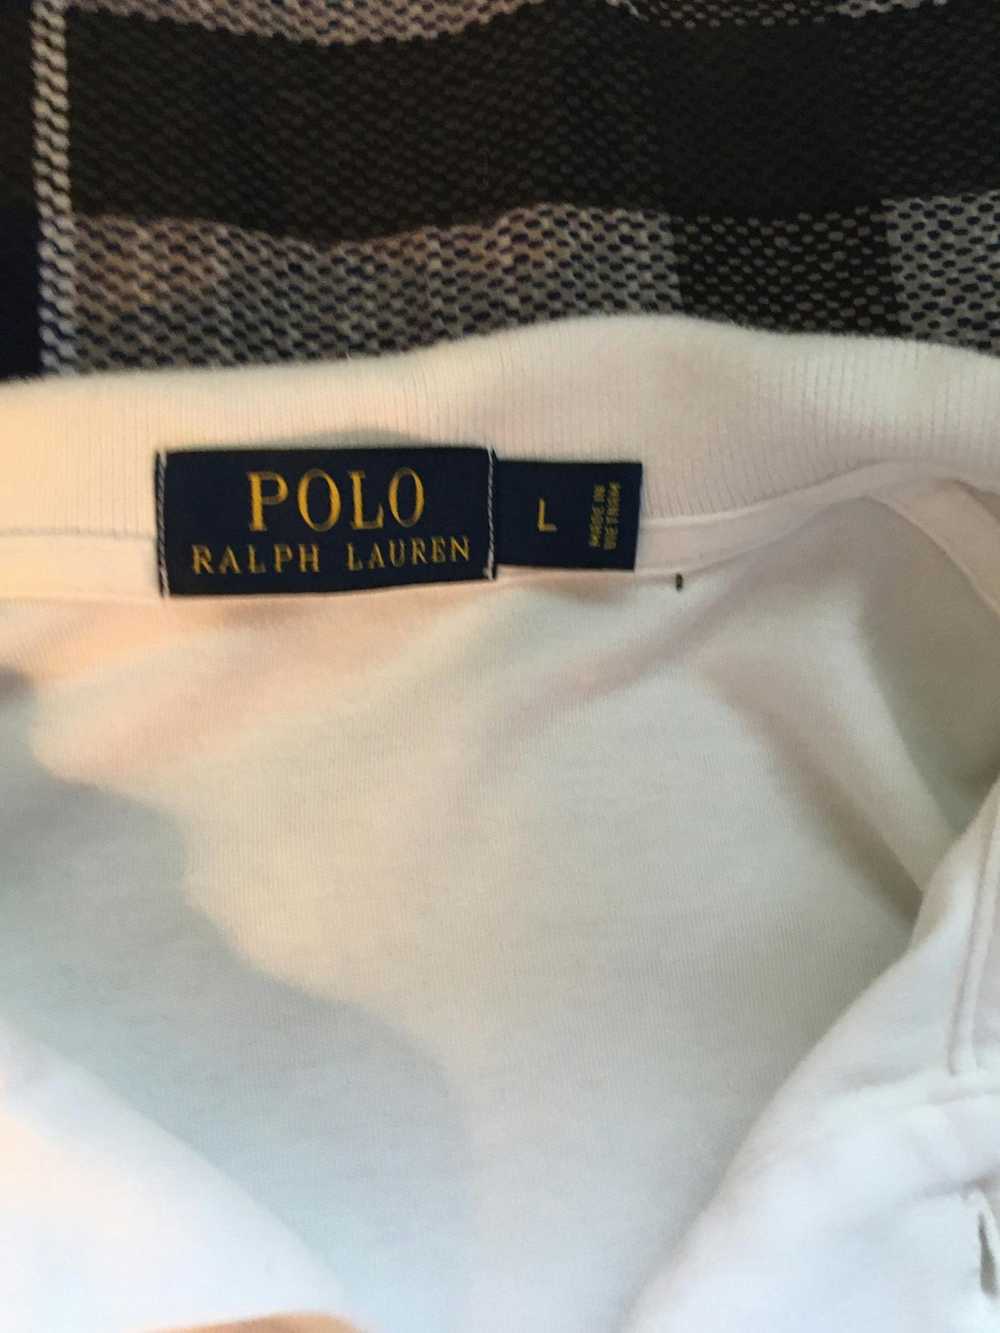 POLO
RALPH LAUREN
L
MADE IN
VIETNAM